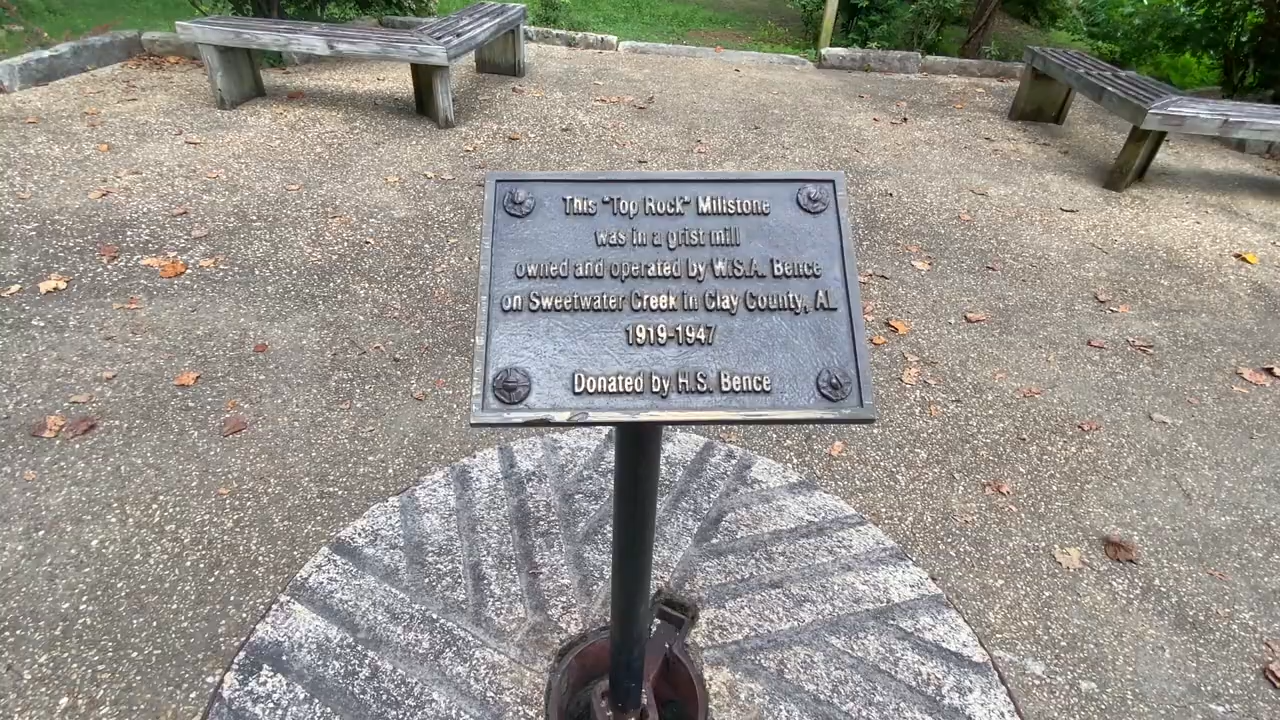 This "Top Rock" Millstone
was in a grist mill
owned and operated by W.S.A. Bence
on Sweetwater Creek in Clay County, AL
1919-1947
Donated by H.S. Bence